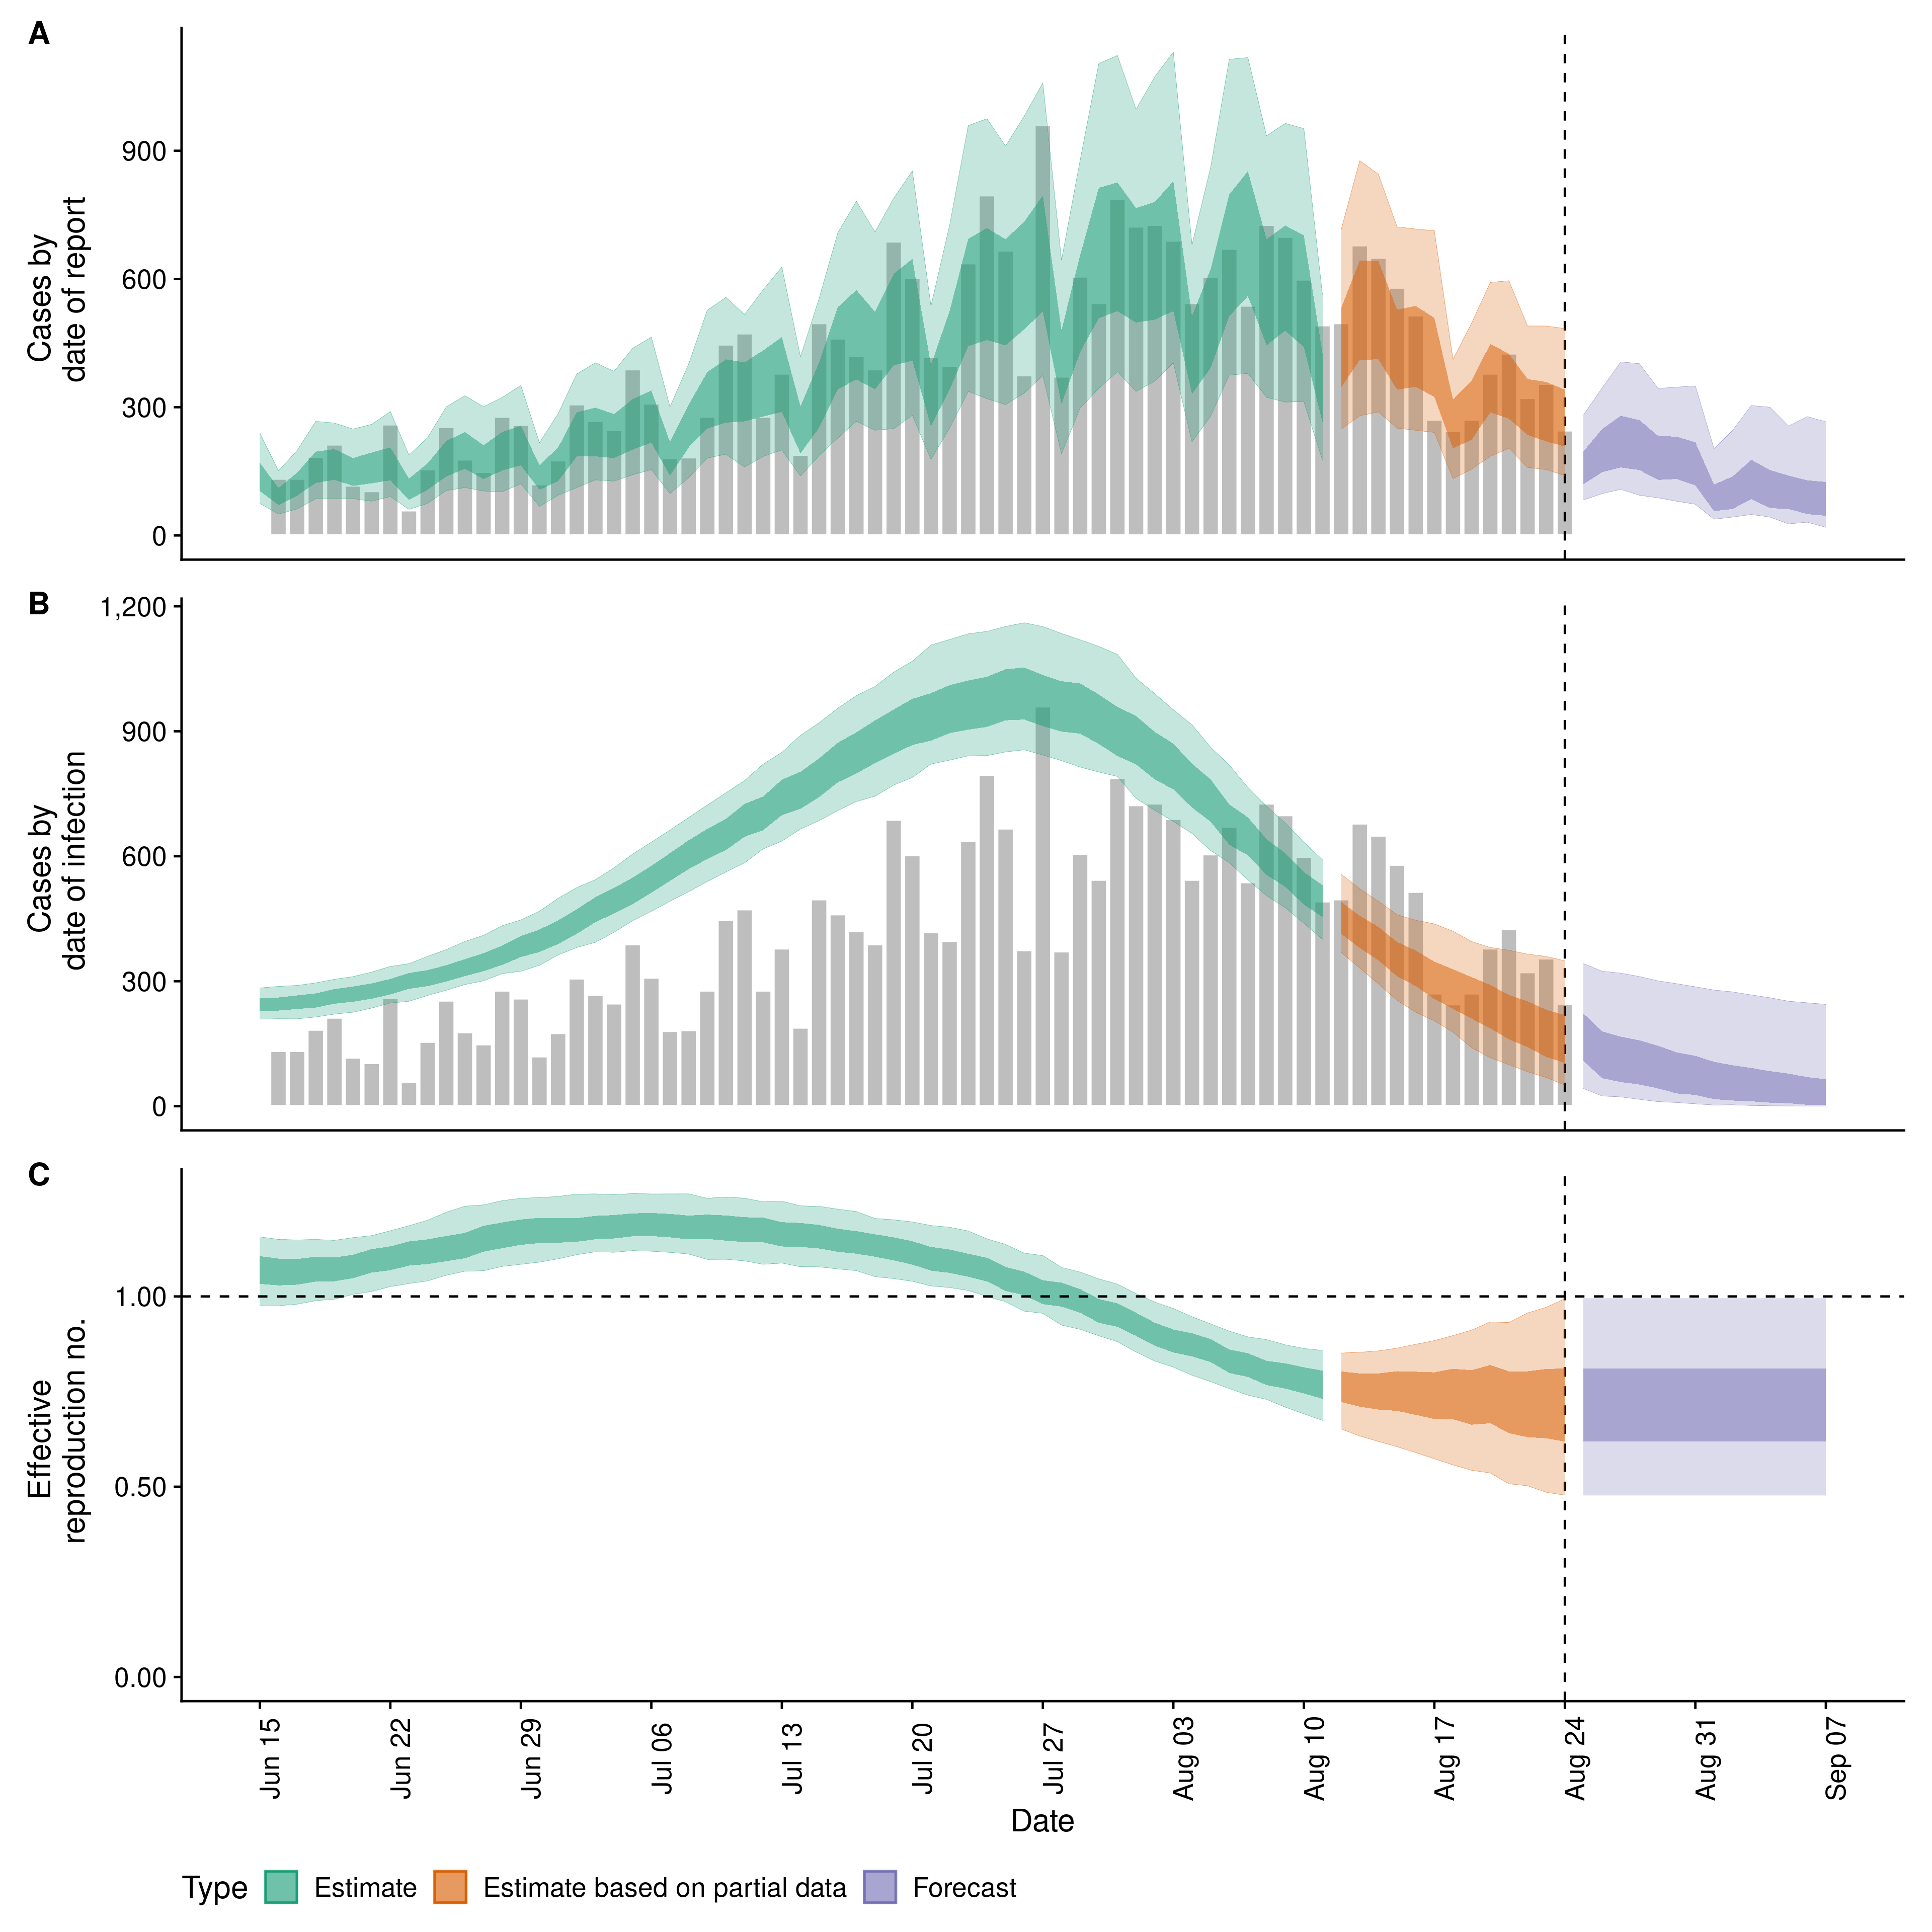 A
Cases by
date of report
900
600
300
0
B
Cases by
date of infection
1,200
900
600
300
0
C
Effective
reproduction no.
1.00
0.50
0.00
Jun 15
Jun 22
Jun 29
Jul 06
Jul 13
Jul 20
Jul 27
Aug 03
Aug 10
Aug 17
Aug 24
Aug 31
Sep 07
Date
Type Estimate Estimate based on partial data Forecast